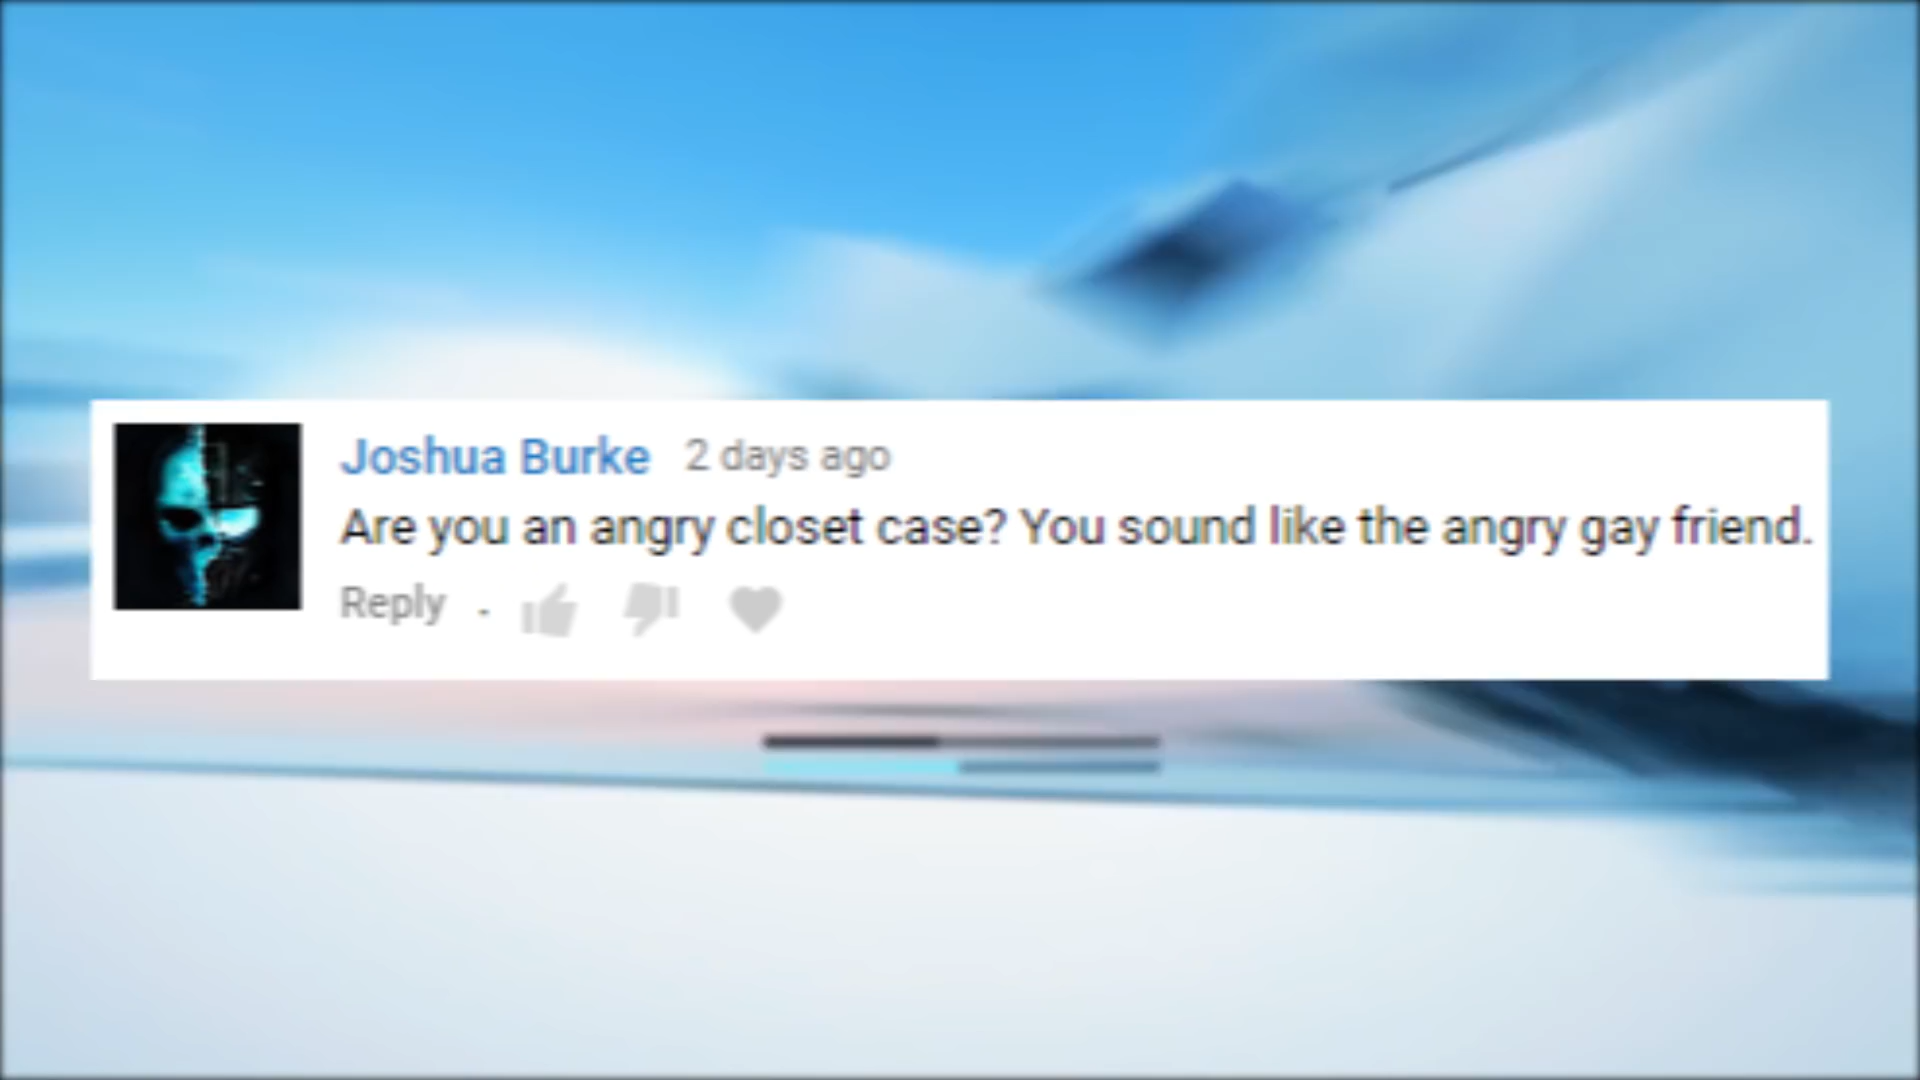 Joshua Burke 2 days ago
Are you an angry closet case? You sound like the angry gay friend.
Reply -